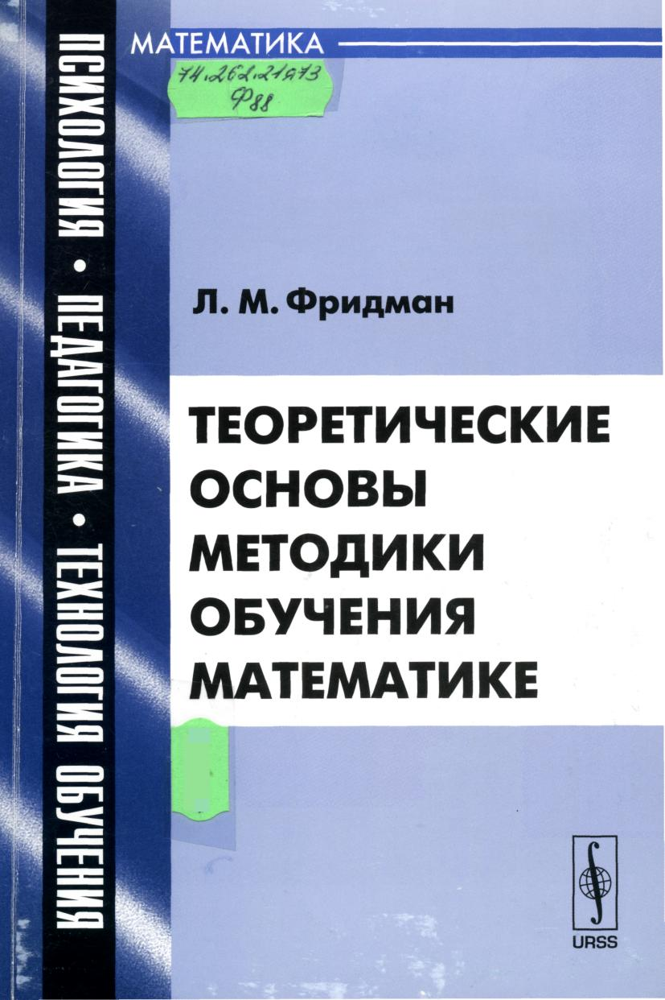 МАТЕМАТИКА
74.262.21я73
Ф88
ПСИХОЛОГИЯ • ПЕДАГОГИКА • ТЕХНОЛОГИЯ ОБУЧЕНИЯ
Л. М. Фридман
ТЕОРЕТИЧЕСКИЕ
ОСНОВЫ
МЕТОДИКИ
ОБУЧЕНИЯ
МАТЕМАТИКЕ
URSS